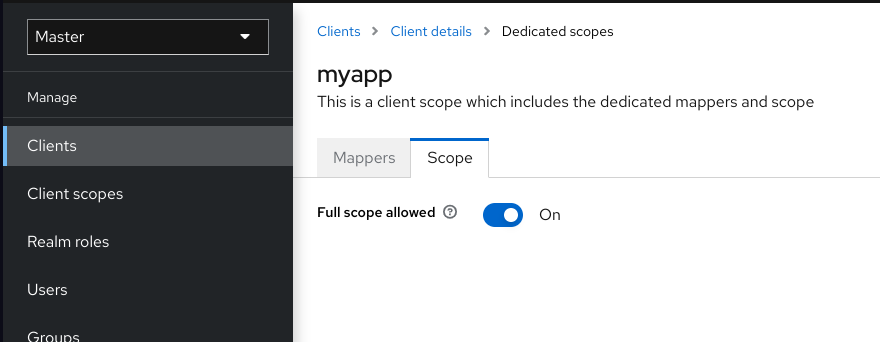 Master
Manage
Clients
Client scopes
Realm roles
Users
Groups
Clients > Client details > Dedicated scopes
myapp
This is a client scope which includes the dedicated mappers and scope
Mappers Scope
Full scope allowed ? On